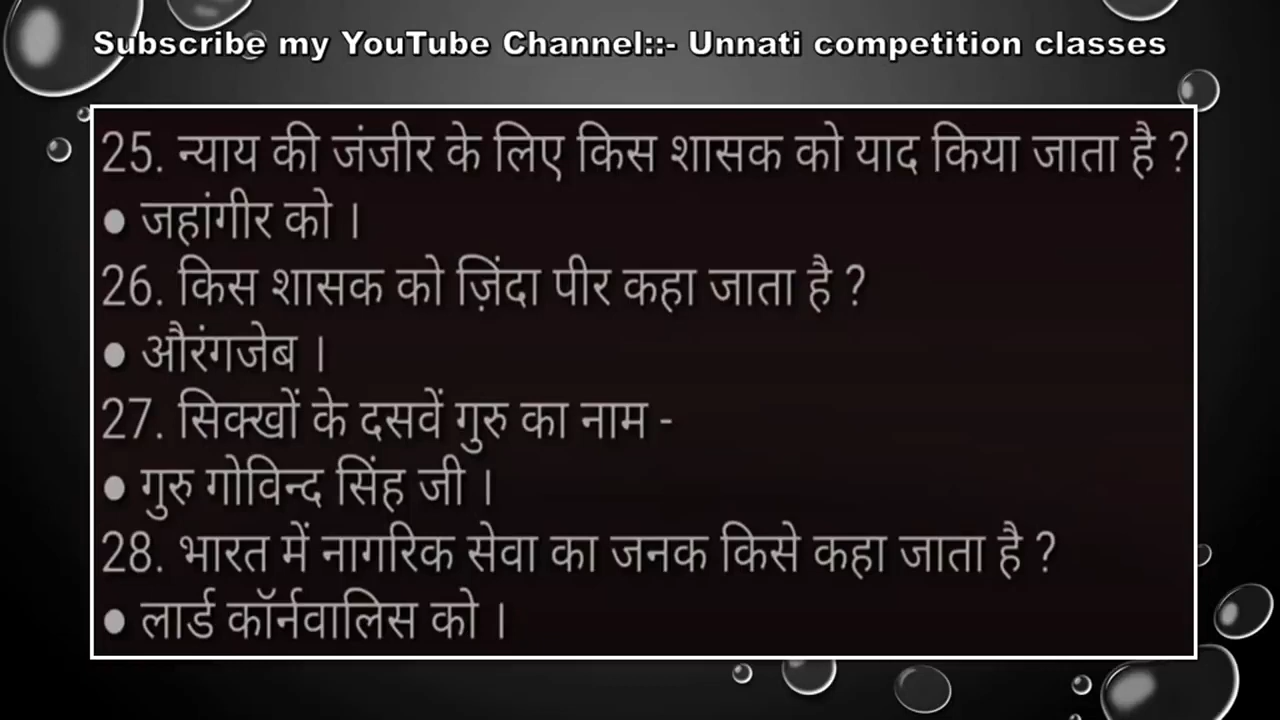 Subscribe my YouTube Channel::- Unnati competition classes
25. न्याय की जंजीर के लिए किस शासक को याद किया जाता है ?
● जहांगीर को ।
26. किस शासक को ज़िंदा पीर कहा जाता है ?
● औरंगजेब ।
27. सिक्खों के दसवें गुरु का नाम -
● गुरु गोविन्द सिंह जी ।
28. भारत में नागरिक सेवा का जनक किसे कहा जाता है ?
● लार्ड कॉर्नवालिस को ।